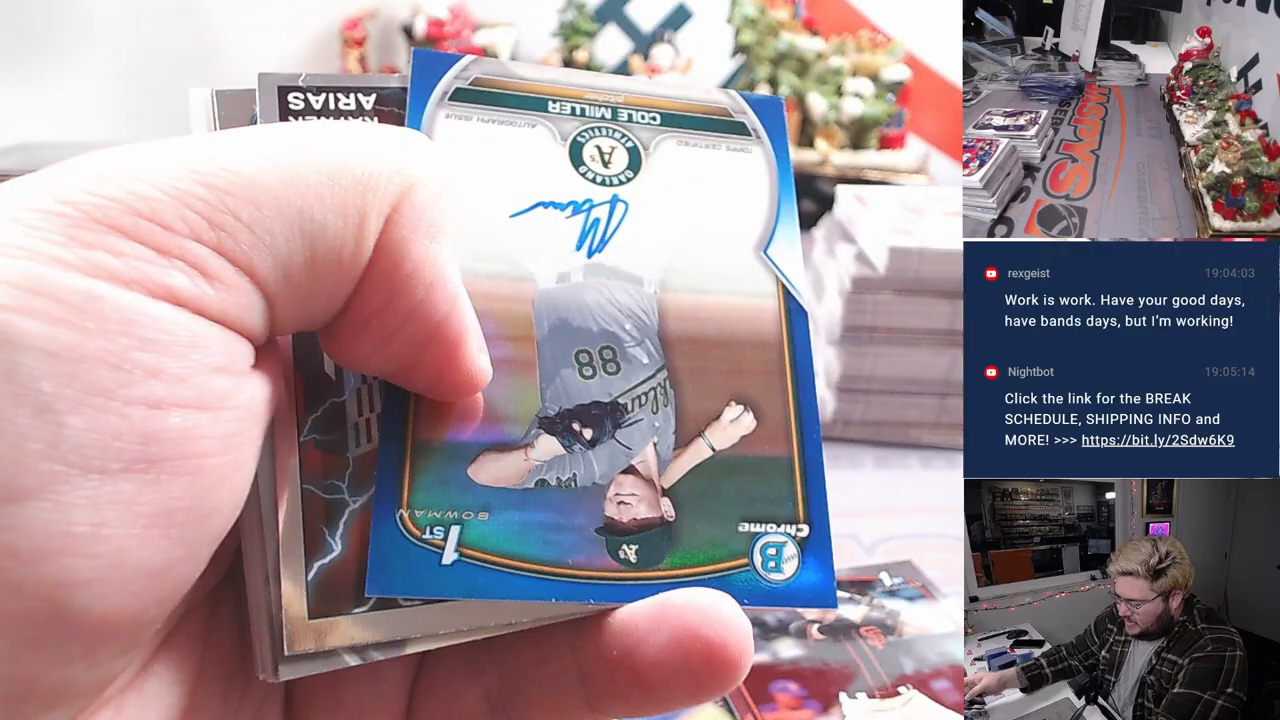 RAYNER
ARIAS
COLE MILLER
TOPPS CERTIFIED
AUTOGRAPH ISSUE
OAKLAND
A's
ATHLETICS
88
1ST
BOWMAN
B
Chrome
A's
JASPYS
rexgeist 19:04:03
Work is work. Have your good days,
have bands days, but I'm working!
Nightbot 19:05:14
Click the link for the BREAK
SCHEDULE, SHIPPING INFO and
MORE! >>> https://bit.ly/2Sdw6K9